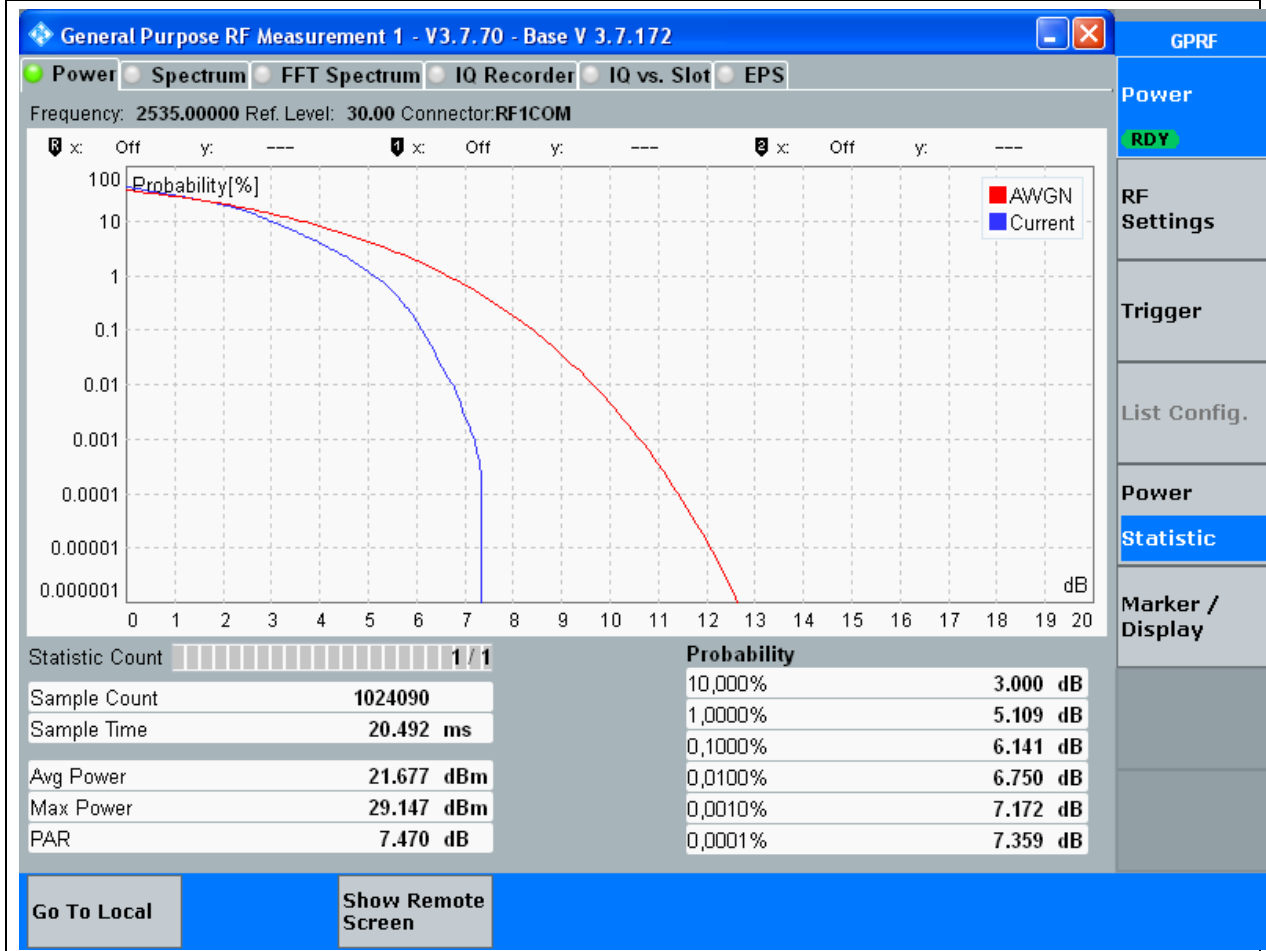 General Purpose RF Measurement 1 - V3.7.70 - Base V 3.7.172
GPRF
Power Spectrum FFT Spectrum IQ Recorder IQ vs. Slot EPS
Frequency: 2535.00000 Ref. Level: 30.00 Connector:RF1COM
R x: Off y: --- 1 x: Off y: --- 2 x: Off y: ---
Probability[%]
AWGN
Current
100
10
1
0.1
0.01
0.001
0.0001
0.00001
0.000001
dB
0 1 2 3 4 5 6 7 8 9 10 11 12 13 14 15 16 17 18 19 20
Statistic Count 1 / 1
Sample Count 1024090
Sample Time 20.492 ms
Avg Power 21.677 dBm
Max Power 29.147 dBm
PAR 7.470 dB
Probability
10,000% 3.000 dB
1,0000% 5.109 dB
0,1000% 6.141 dB
0,0100% 6.750 dB
0,0010% 7.172 dB
0,0001% 7.359 dB
Power
RDY
RF
Settings
Trigger
List Config.
Power
Statistic
Marker /
Display
Go To Local
Show Remote
Screen